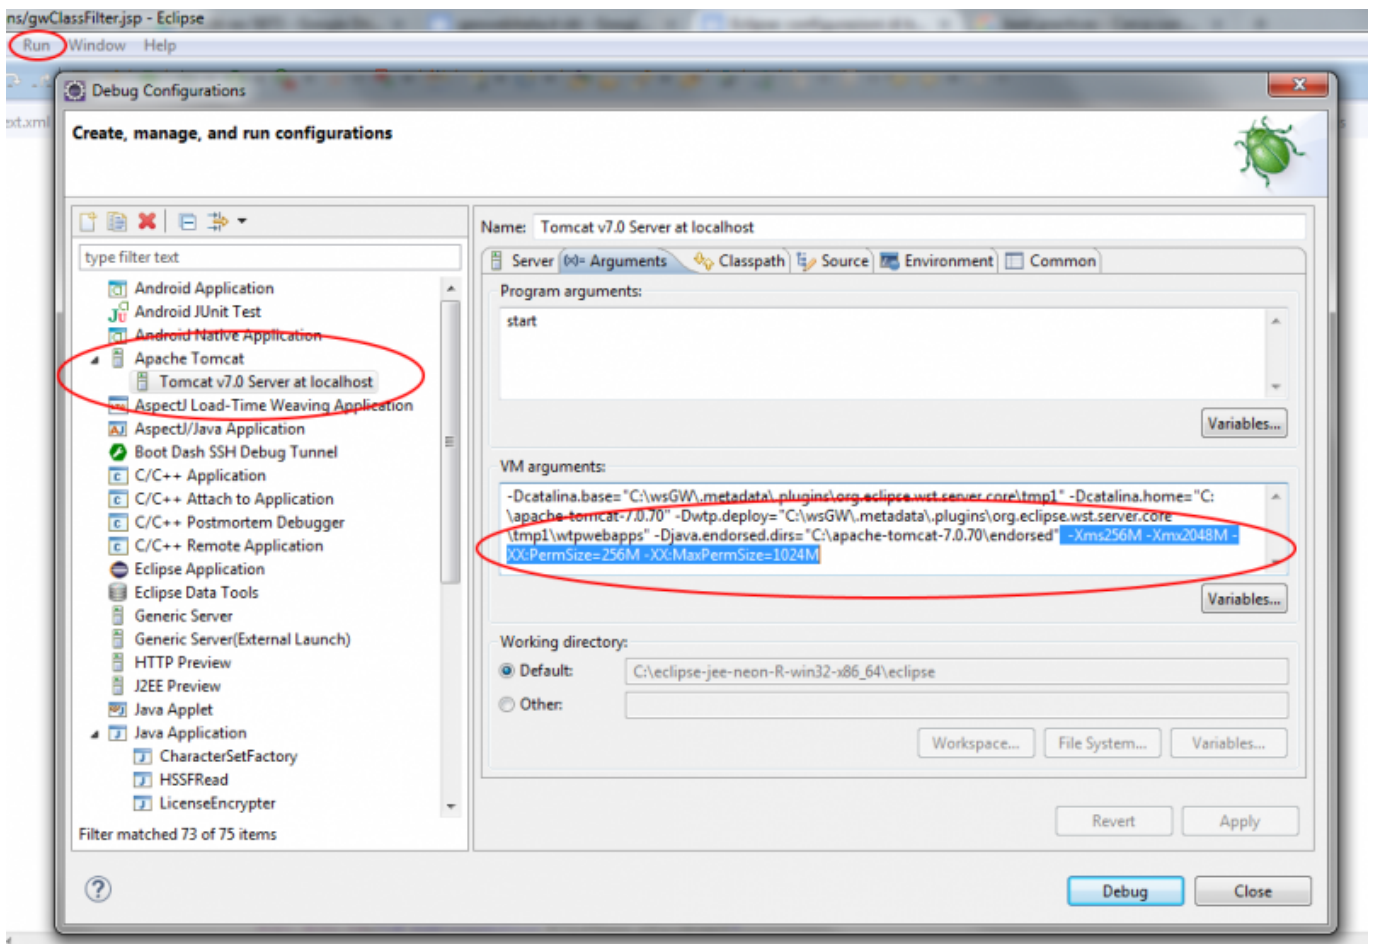 ns/gwClassFilter.jsp - Eclipse
Run Window Help
ext.xml
Debug Configurations
Create, manage, and run configurations
type filter text
Android Application
Android JUnit Test
Android Native Application
Apache Tomcat
Tomcat v7.0 Server at localhost
AspectJ Load-Time Weaving Application
AspectJ/Java Application
Boot Dash SSH Debug Tunnel
C/C++ Application
C/C++ Attach to Application
C/C++ Postmortem Debugger
C/C++ Remote Application
Eclipse Application
Eclipse Data Tools
Generic Server
Generic Server(External Launch)
HTTP Preview
J2EE Preview
Java Applet
Java Application
CharacterSetFactory
HSSFRead
LicenseEncrypter
Filter matched 73 of 75 items
Name: Tomcat v7.0 Server at localhost
Server (x)= Arguments Classpath Source Environment Common
Program arguments:
start
Variables...
VM arguments:
-Dcatalina.base="C:\wsGW\.metadata\.plugins\org.eclipse.wst.server.core\tmp1" -Dcatalina.home="C:
\apache-tomcat-7.0.70" -Dwtp.deploy="C:\wsGW\.metadata\.plugins\org.eclipse.wst.server.core
\tmp1\wtpwebapps" -Djava.endorsed.dirs="C:\apache-tomcat-7.0.70\endorsed" -Xms256M -Xmx2048M -
XX:PermSize=256M -XX:MaxPermSize=1024M
Variables...
Working directory:
Default: C:\eclipse-jee-neon-R-win32-x86_64\eclipse
Other:
Workspace... File System... Variables...
Revert Apply
Debug Close